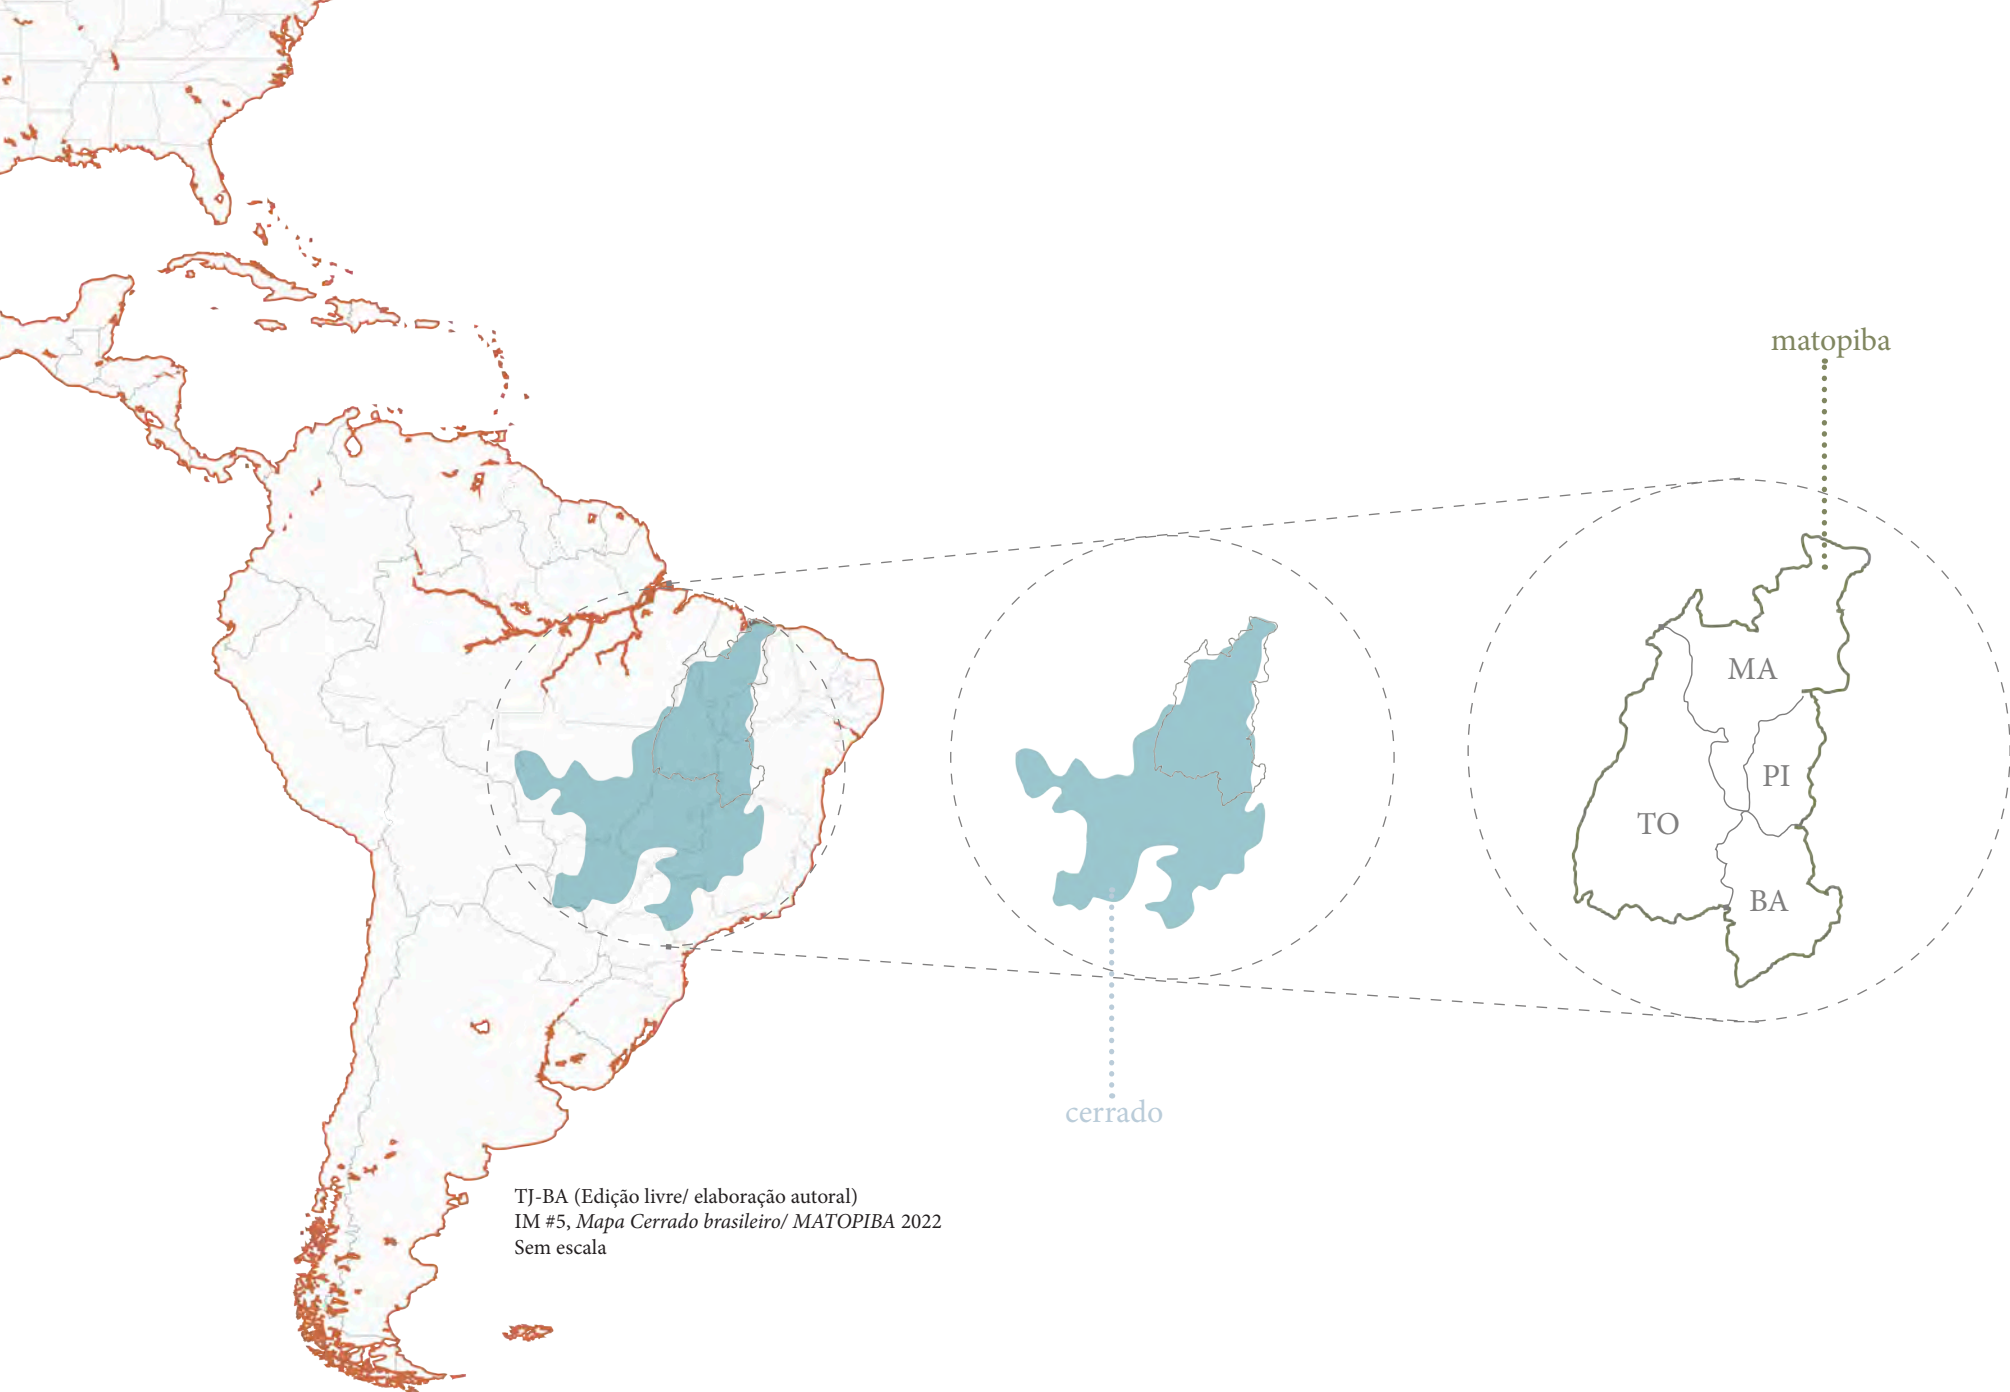 matopiba
MA
PI
TO
BA
cerrado
TJ-BA (Edição livre/ elaboração autoral)
IM #5, Mapa Cerrado brasileiro/ MATOPIBA 2022
Sem escala